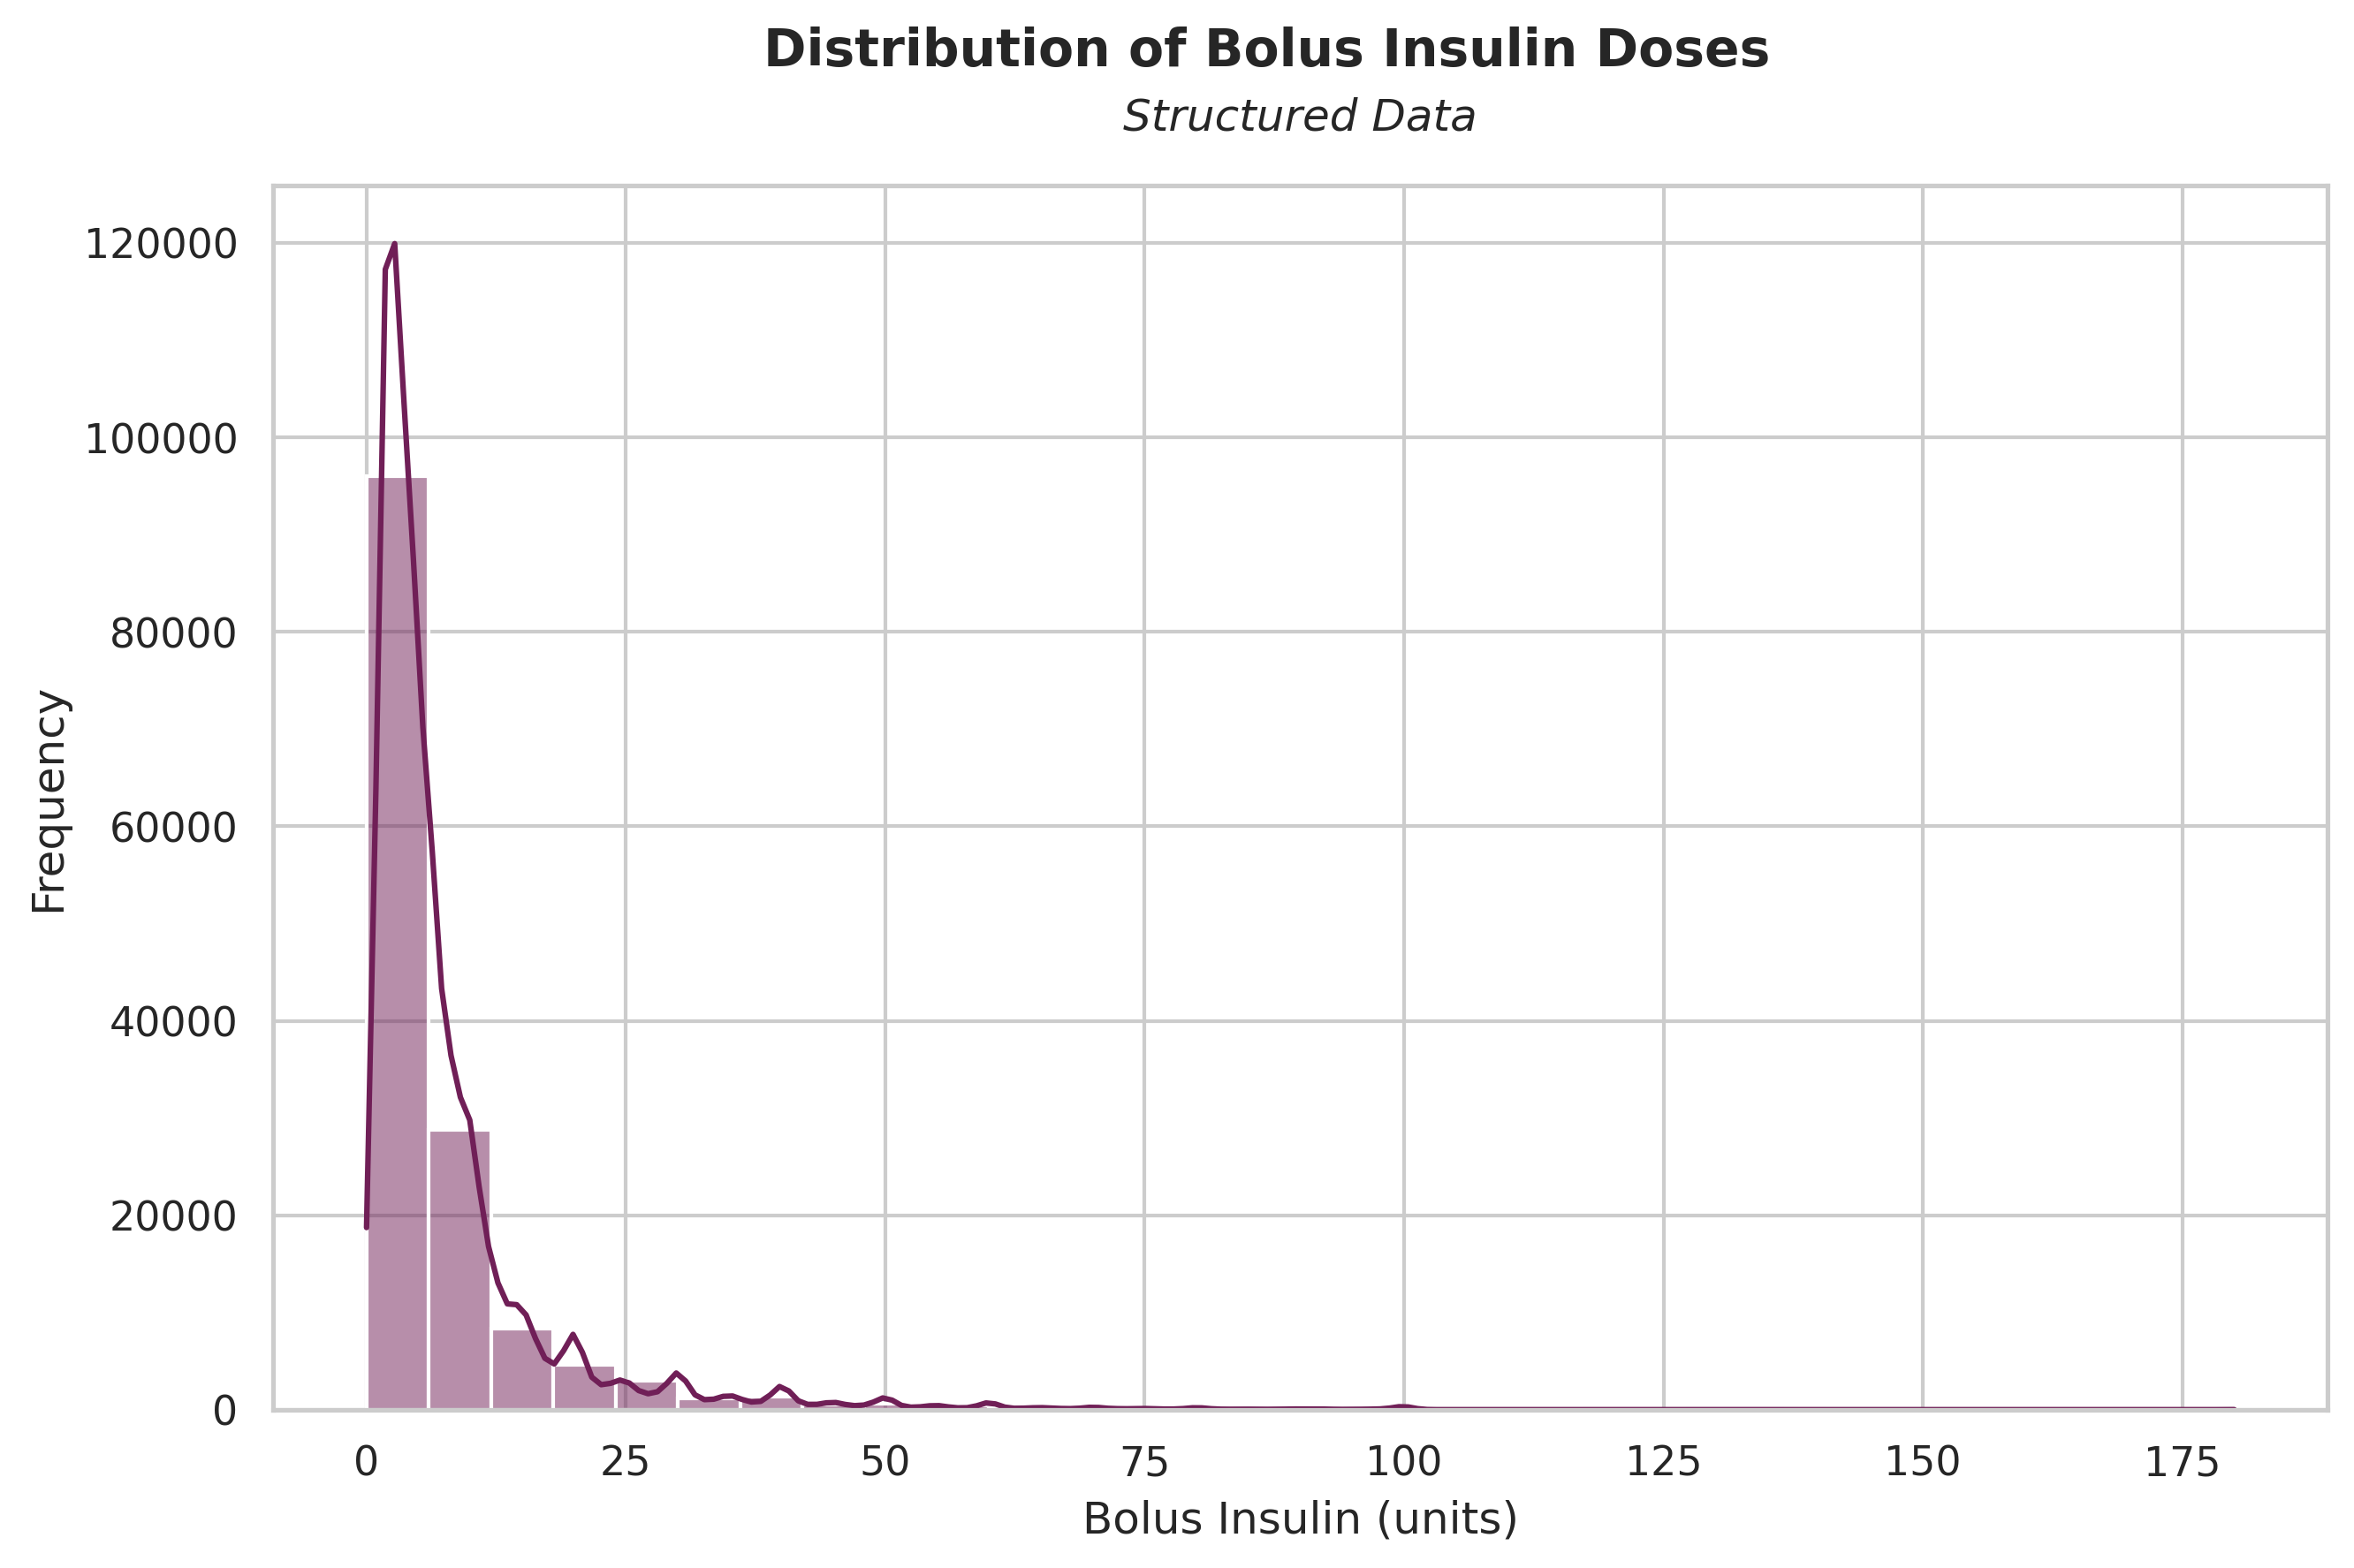 Distribution of Bolus Insulin Doses
Structured Data
120000
100000
80000
60000
40000
20000
0
Frequency
0 25 50 75 100 125 150 175
Bolus Insulin (units)